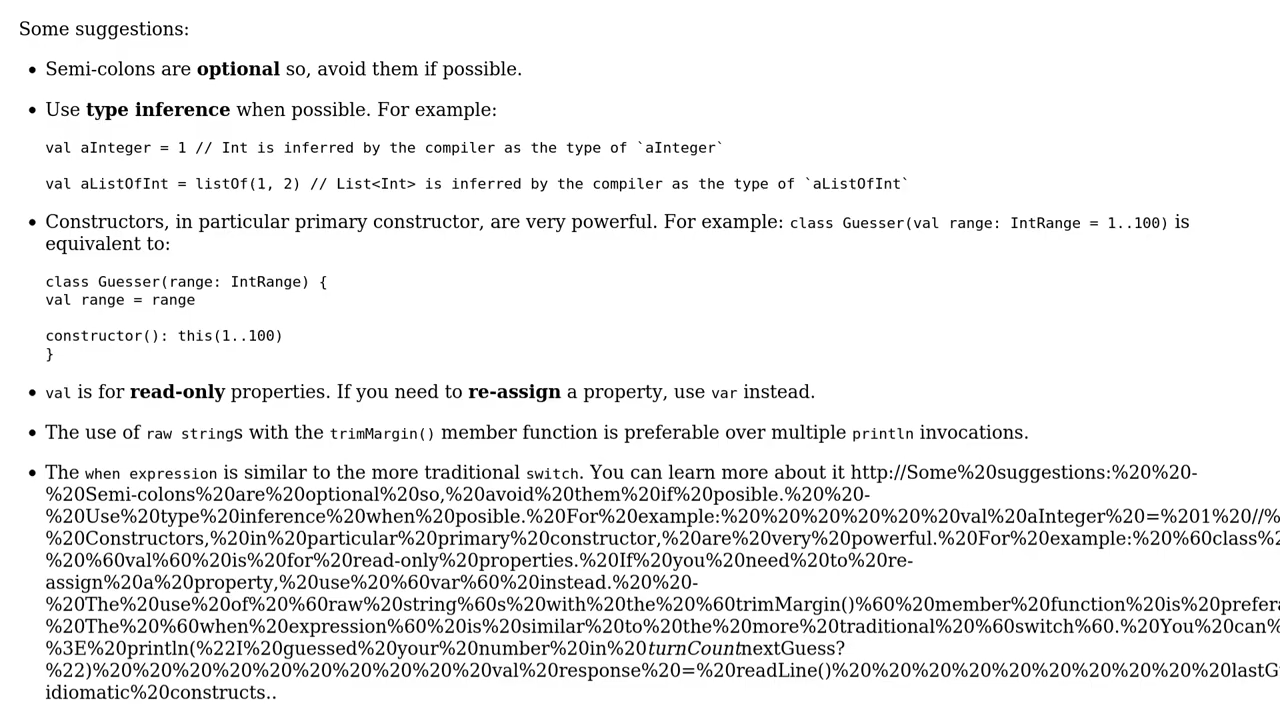 Some suggestions:
• Semi-colons are optional so, avoid them if possible.
• Use type inference when possible. For example:
val aInteger = 1 // Int is inferred by the compiler as the type of `aInteger`
val aListOfInt = listOf(1, 2) // List<Int> is inferred by the compiler as the type of `aListOfInt`
• Constructors, in particular primary constructor, are very powerful. For example: class Guesser(val range: IntRange = 1..100) is
equivalent to:
class Guesser(range: IntRange) {
val range = range
constructor(): this(1..100)
}
• val is for read-only properties. If you need to re-assign a property, use var instead.
• The use of raw strings with the trimMargin() member function is preferable over multiple println invocations.
• The when expression is similar to the more traditional switch. You can learn more about it http://Some%20suggestions:%20%20-
%20Semi-colons%20are%20optional%20so,%20avoid%20them%20if%20posible.%20%20-
%20Use%20type%20inference%20when%20posible.%20For%20example:%20%20%20%20%20%20val%20aInteger%20=%201%20//%
%20Constructors,%20in%20particular%20primary%20constructor,%20are%20very%20powerful.%20For%20example:%20%60class%
%20%60val%60%20is%20for%20read-only%20properties.%20If%20you%20need%20to%20re-
assign%20a%20property,%20use%20%60var%60%20instead.%20%20-
%20The%20use%20of%20%60raw%20string%60s%20with%20the%20%60trimMargin()%60%20member%20function%20is%20prefera
%20The%20%60when%20expression%60%20is%20similar%20to%20the%20more%20traditional%20%60switch%60.%20You%20can%
%3E%20println(%22I%20guessed%20your%20number%20in%20turnCountnextGuess?
%22)%20%20%20%20%20%20%20%20%20%20%20%20val%20response%20=%20readLine()%20%20%20%20%20%20%20%20%20%20%20%20lastG
idiomatic%20constructs..